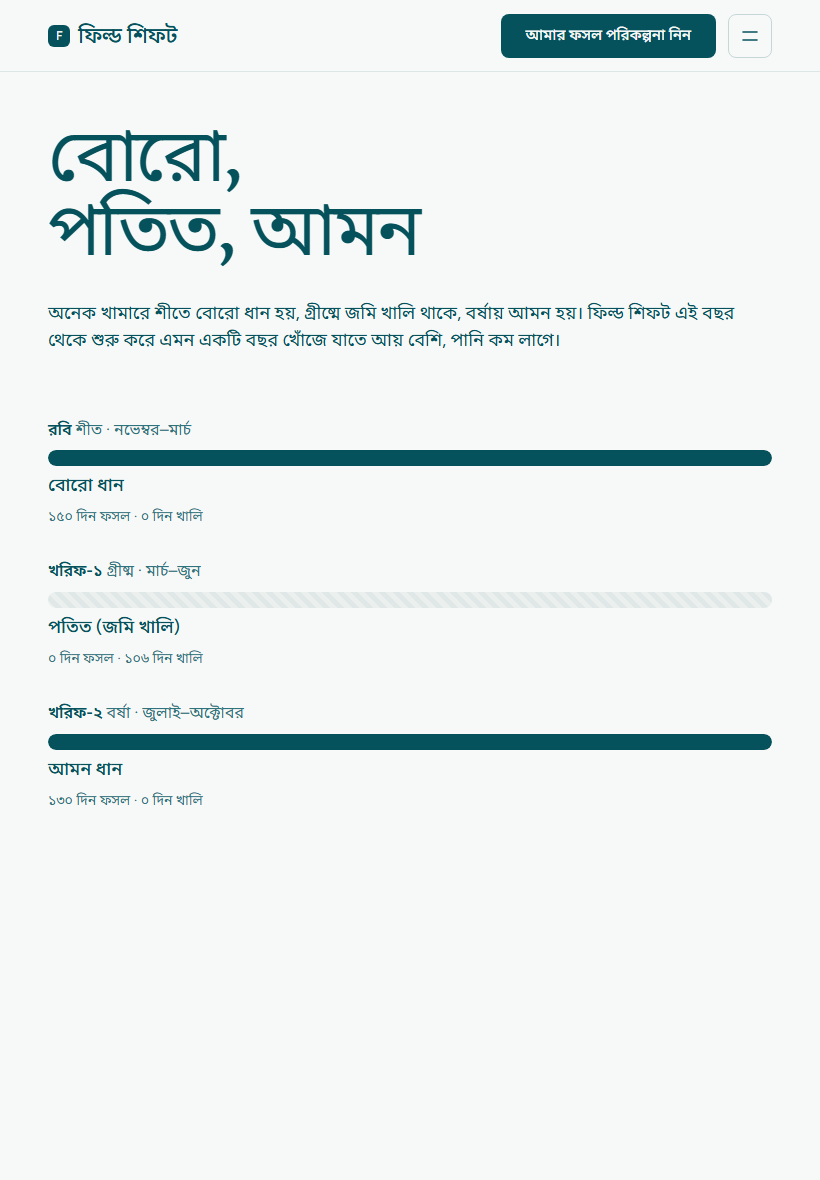 F ফিল্ড শিফট
আমার ফসল পরিকল্পনা নিন
বোরো,
পতিত, আমন
অনেক খামারে শীতে বোরো ধান হয়, গ্রীষ্মে জমি খালি থাকে, বর্ষায় আমন হয়। ফিল্ড শিফট এই বছর
থেকে শুরু করে এমন একটি বছর খোঁজে যাতে আয় বেশি, পানি কম লাগে।
রবি শীত · নভেম্বর–মার্চ
বোরো ধান
১৫০ দিন ফসল · ০ দিন খালি
খরিফ-১ গ্রীষ্ম · মার্চ–জুন
পতিত (জমি খালি)
০ দিন ফসল · ১০৬ দিন খালি
খরিফ-২ বর্ষা · জুলাই–অক্টোবর
আমন ধান
১৩০ দিন ফসল · ০ দিন খালি